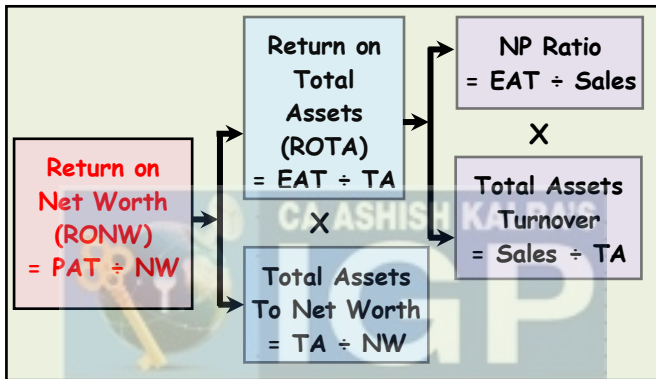 Return on
Net Worth
(RONW)
= PAT ÷ NW
Return on
Total
Assets
(ROTA)
= EAT ÷ TA
X
Total Assets
To Net Worth
= TA ÷ NW
NP Ratio
= EAT ÷ Sales
X
Total Assets
Turnover
= Sales ÷ TA
CA ASHISH KALRA'S
IGP